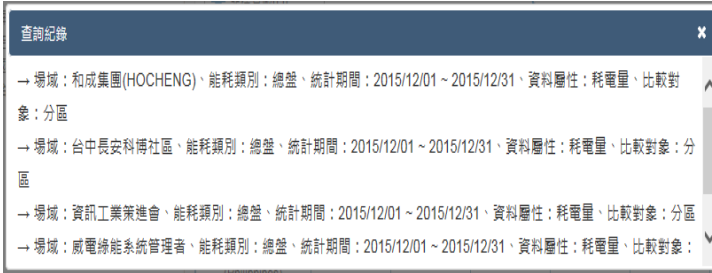 查詢紀錄
→ 場域：和成集團(HOCHENG)、能耗類別：總盤、統計期間：2015/12/01 ~ 2015/12/31、資料屬性：耗電量、比較對
象：分區
→ 場域：台中長安科博社區、能耗類別：總盤、統計期間：2015/12/01 ~ 2015/12/31、資料屬性：耗電量、比較對象：分
區
→ 場域：資訊工業策進會、能耗類別：總盤、統計期間：2015/12/01 ~ 2015/12/31、資料屬性：耗電量、比較對象：分區
→ 場域：威電綠能系統管理者、能耗類別：總盤、統計期間：2015/12/01 ~ 2015/12/31、資料屬性：耗電量、比較對象：